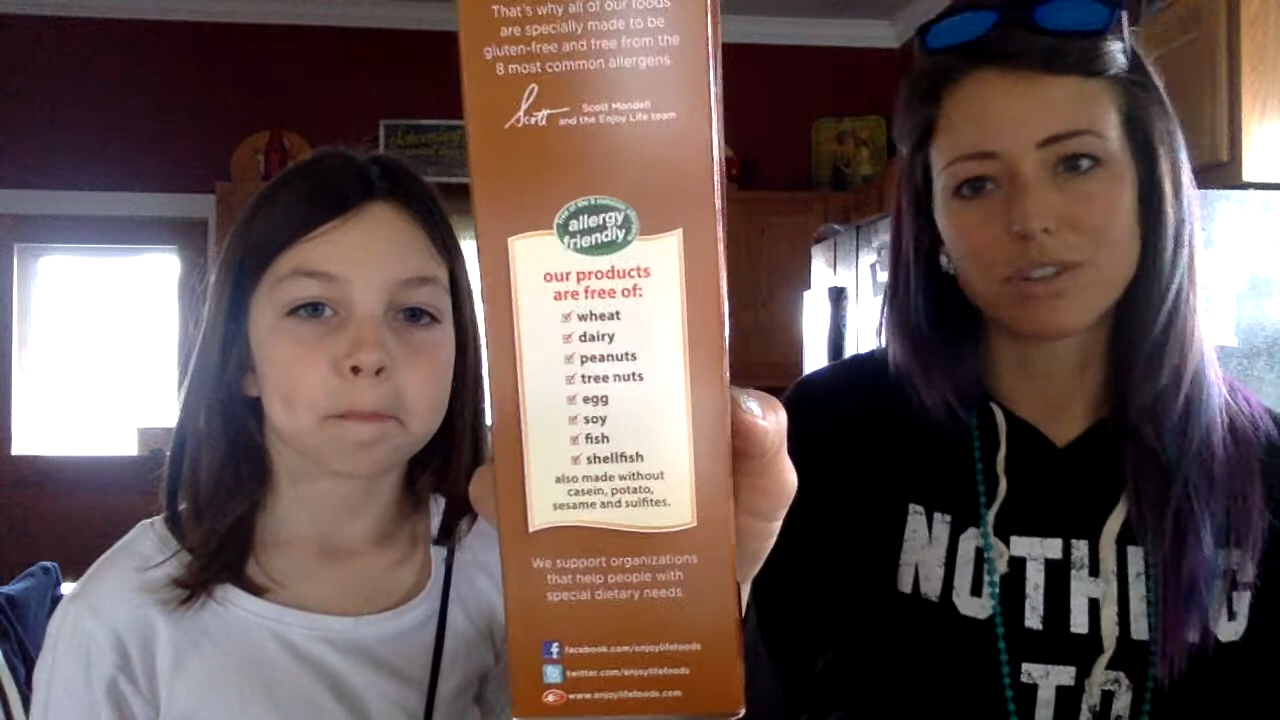 That's why all of our foods
are specially made to be
gluten-free and free from the
8 most common allergens
Scott
Scott Mandell
and the Enjoy Life team
allergy
friendly
our products
are free of:
wheat
dairy
peanuts
tree nuts
egg
soy
fish
shellfish
also made without
casein, potato,
sesame and sulfites.
We support organizations
that help people with
special dietary needs.
facebook.com/enjoylifefoods
twitter.com/enjoylifefoods
www.enjoylifefoods.com
NOTHING
TO